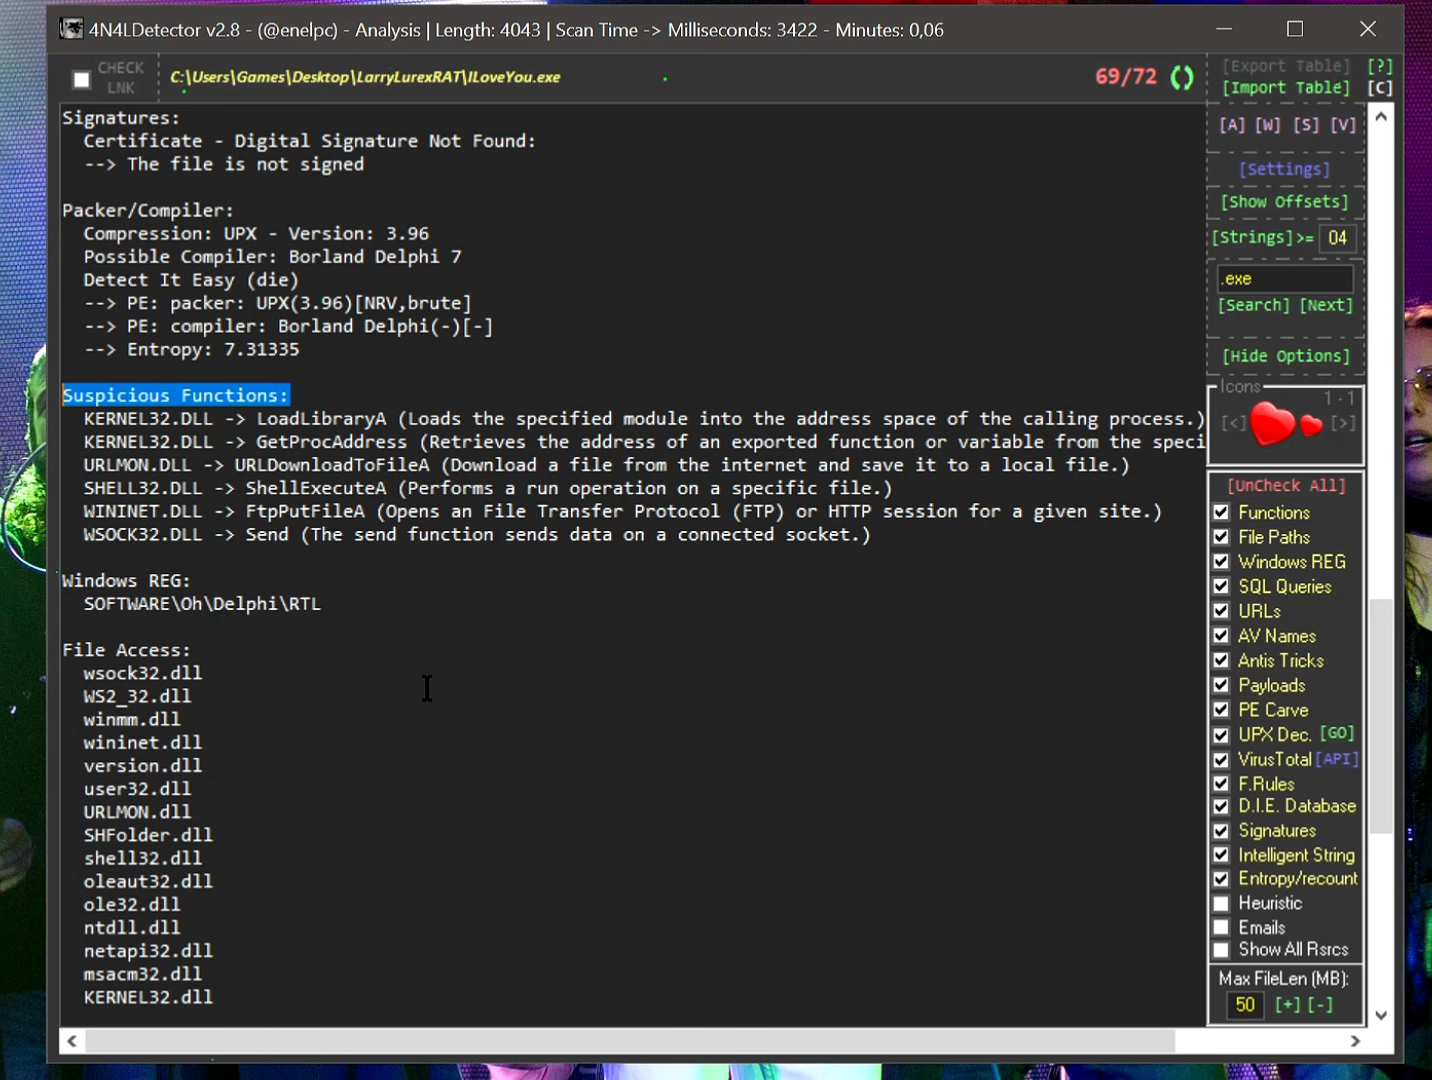 4N4LDetector v2.8 - (@enelpc) - Analysis | Length: 4043 | Scan Time -> Milliseconds: 3422 - Minutes: 0,06
CHECK
LNK
C:\Users\Games\Desktop\LarryLurexRAT\ILoveYou.exe
69/72
[Export Table] [?]
[Import Table] [C]
Signatures:
Certificate - Digital Signature Not Found:
--> The file is not signed
Packer/Compiler:
Compression: UPX - Version: 3.96
Possible Compiler: Borland Delphi 7
Detect It Easy (die)
--> PE: packer: UPX(3.96)[NRV,brute]
--> PE: compiler: Borland Delphi(-)[-]
--> Entropy: 7.31335
Suspicious Functions:
KERNEL32.DLL -> LoadLibraryA (Loads the specified module into the address space of the calling process.)
KERNEL32.DLL -> GetProcAddress (Retrieves the address of an exported function or variable from the speci
URLMON.DLL -> URLDownloadToFileA (Download a file from the internet and save it to a local file.)
SHELL32.DLL -> ShellExecuteA (Performs a run operation on a specific file.)
WININET.DLL -> FtpPutFileA (Opens an File Transfer Protocol (FTP) or HTTP session for a given site.)
WSOCK32.DLL -> Send (The send function sends data on a connected socket.)
Windows REG:
SOFTWARE\Oh\Delphi\RTL
File Access:
wsock32.dll
WS2_32.dll
winmm.dll
wininet.dll
version.dll
user32.dll
URLMON.dll
SHFolder.dll
shell32.dll
oleaut32.dll
ole32.dll
ntdll.dll
netapi32.dll
msacm32.dll
KERNEL32.dll
[A] [W] [S] [V]
[Settings]
[Show Offsets]
[Strings]>= 04
.exe
[Search] [Next]
[Hide Options]
Icons
1 - 1
[<] [>]
[UnCheck All]
Functions
File Paths
Windows REG
SQL Queries
URLs
AV Names
Antis Tricks
Payloads
PE Carve
UPX Dec. [GO]
VirusTotal [API]
F.Rules
D.I.E. Database
Signatures
Intelligent String
Entropy/recount
Heuristic
Emails
Show All Rsrcs
Max FileLen (MB):
50 [+] [-]